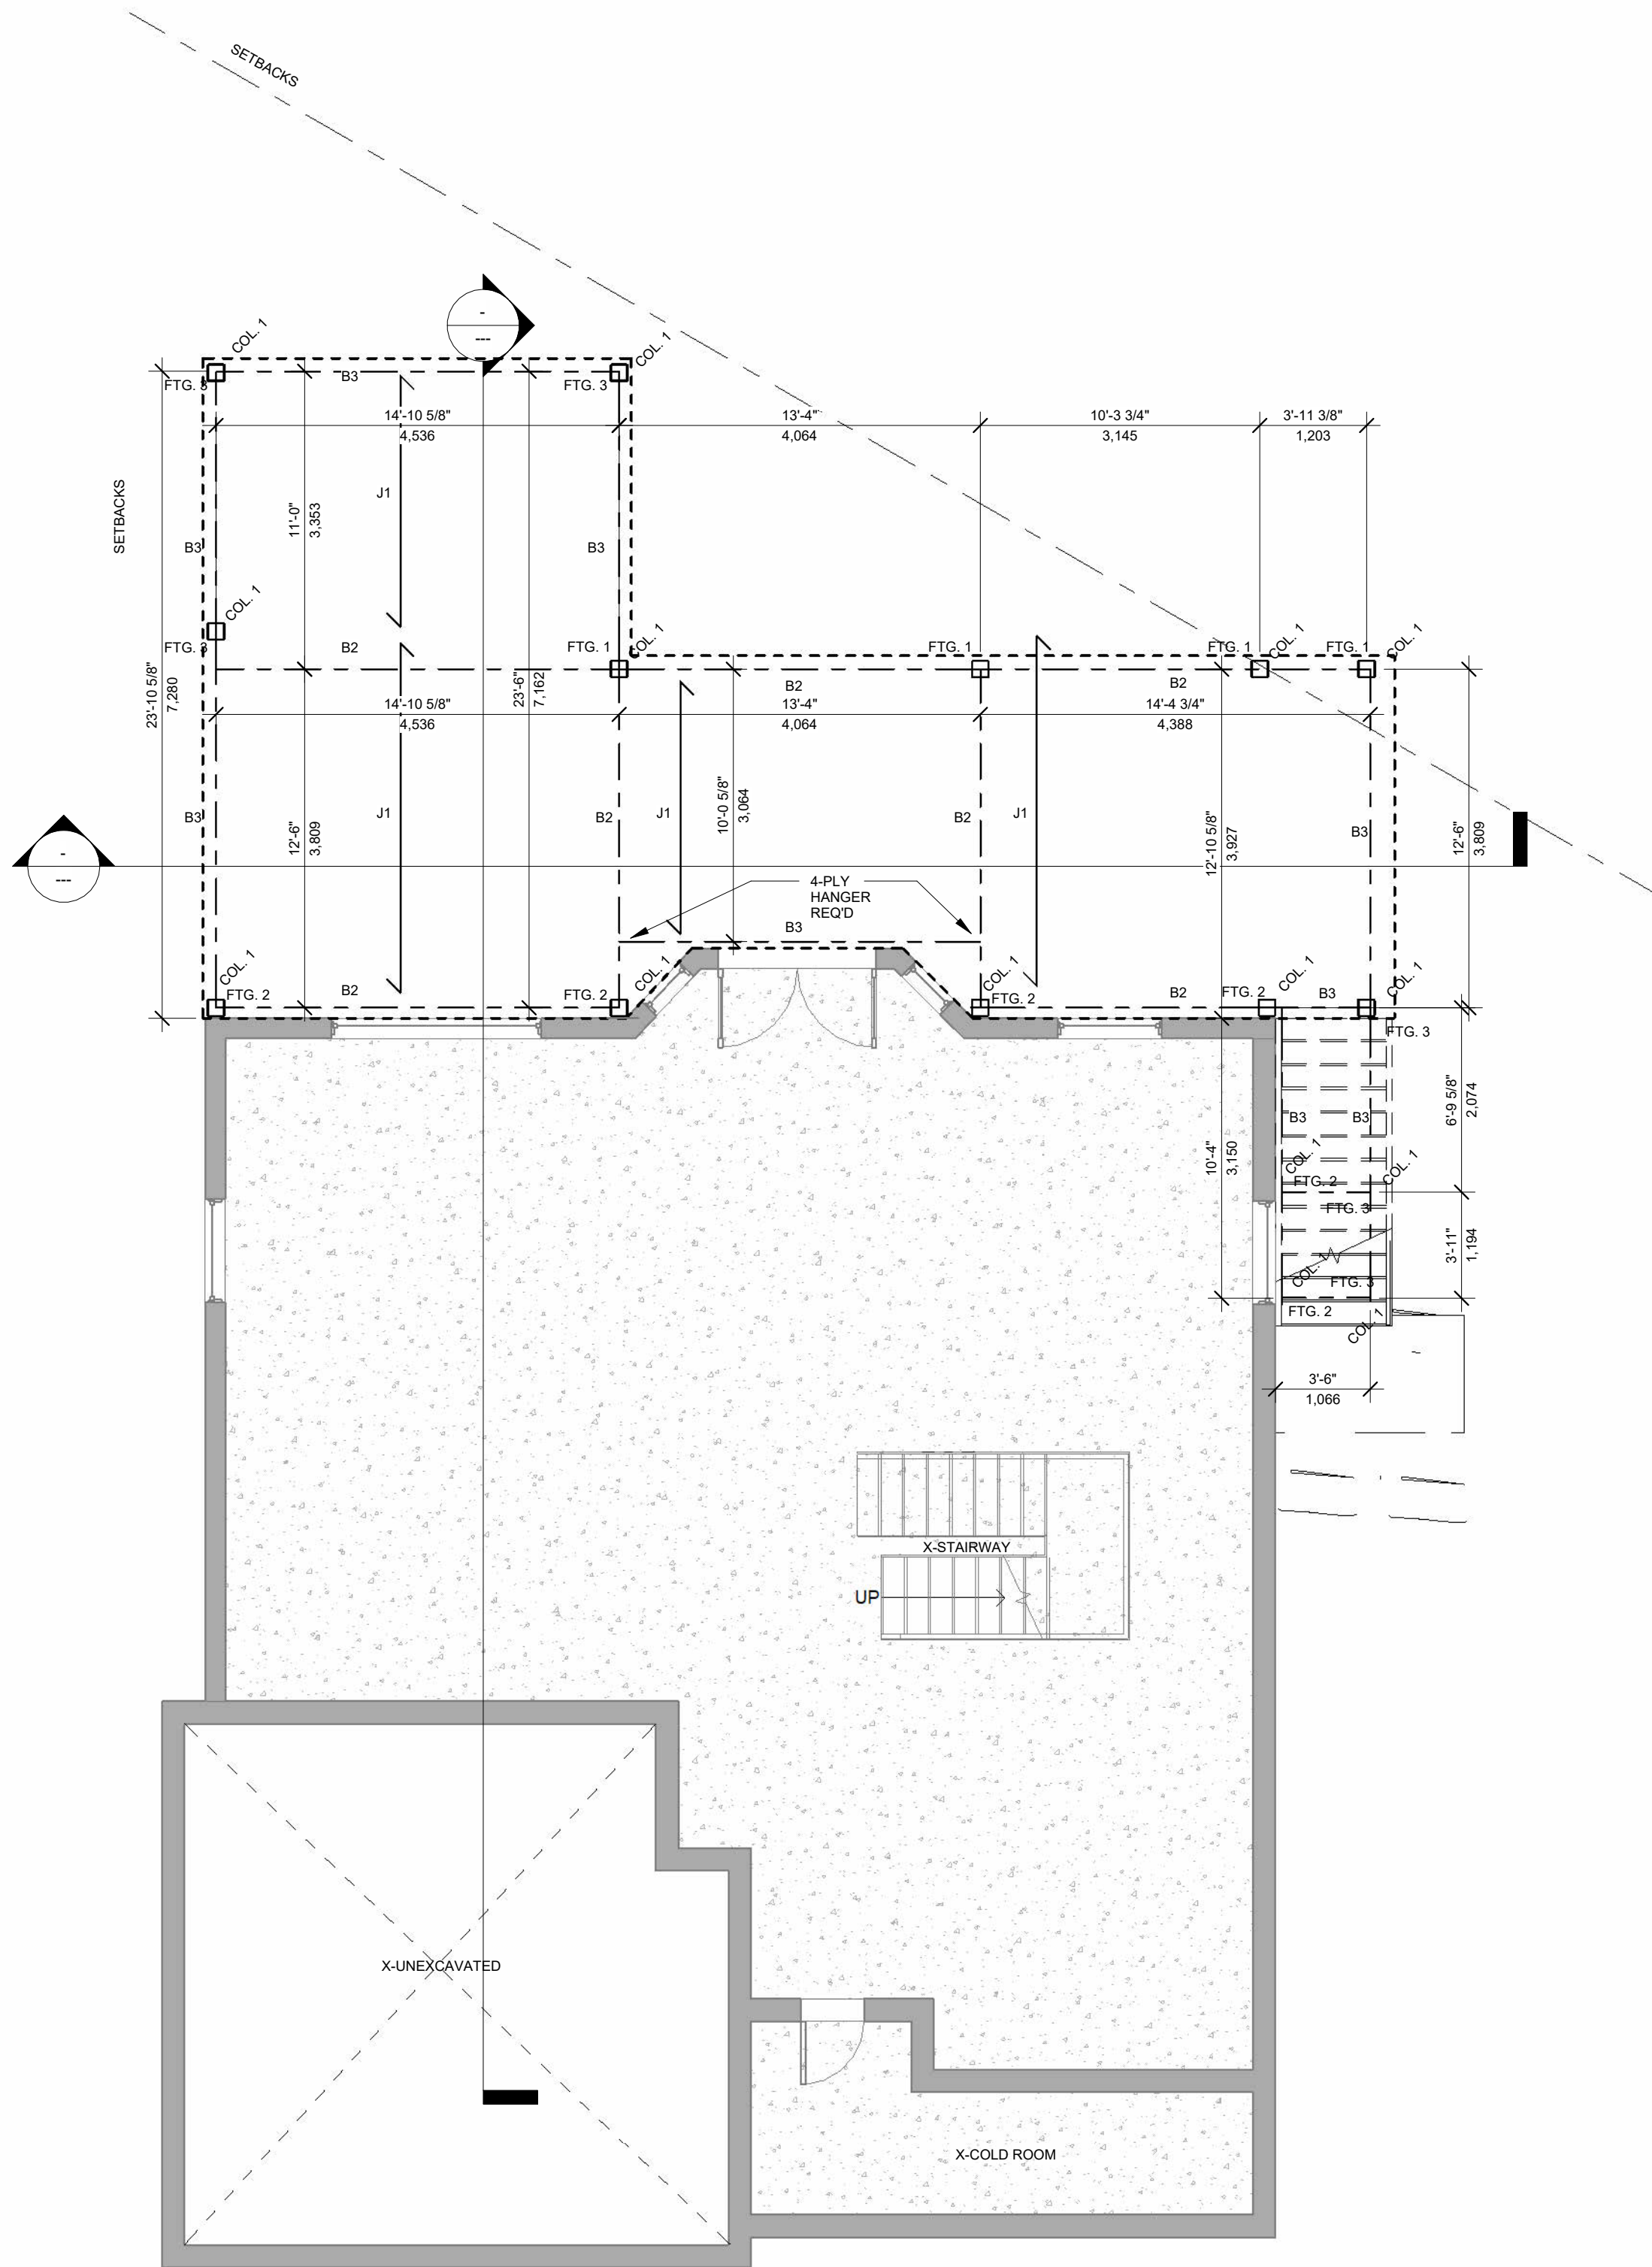 SETBACKS
-
---
COL. 1
COL. 1
B3
FTG. 3
FTG. 3
14'-10 5/8"
4,536
13'-4"
4,064
10'-3 3/4"
3,145
3'-11 3/8"
1,203
SETBACKS
J1
11'-0"
3,353
B3
B3
COL. 1
FTG. 3
B2
FTG. 1
COL. 1
FTG. 1
FTG. 1
COL. 1
FTG. 1
COL. 1
23'-10 5/8"
7,280
23'-6"
7,162
B2
B2
14'-10 5/8"
4,536
13'-4"
4,064
14'-4 3/4"
4,388
B3
12'-6"
3,809
J1
B2
J1
10'-0 5/8"
3,064
B2
J1
12'-10 5/8"
3,927
B3
12'-6"
3,809
-
---
4-PLY
HANGER
REQ'D
B3
COL. 1
FTG. 2
B2
FTG. 2
COL. 1
COL. 1
FTG. 2
B2
FTG. 2
COL. 1
B3
COL. 1
FTG. 3
6'-9 5/8"
2,074
B3
B3
10'-4"
3,150
COL. 1
COL. 1
FTG. 2
FTG. 3
3'-11"
1,194
COL. 1
FTG. 3
FTG. 2
COL. 1
3'-6"
1,066
X-STAIRWAY
UP
X-UNEXCAVATED
X-COLD ROOM